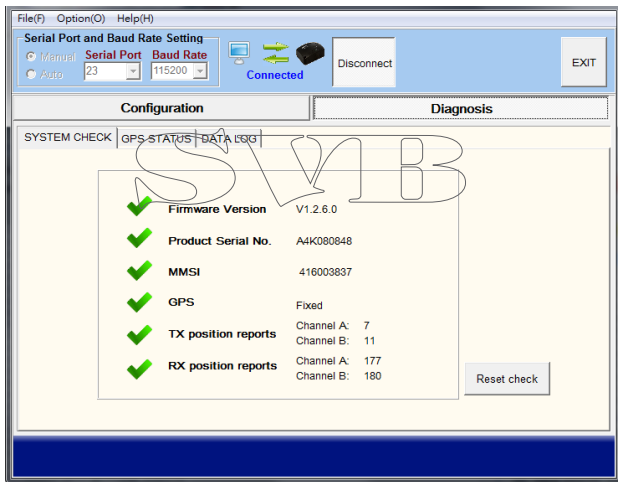 File(F) Option(O) Help(H)
Serial Port and Baud Rate Setting
Manual Serial Port Baud Rate
Auto 23 115200
Connected
Disconnect
EXIT
Configuration Diagnosis
SYSTEM CHECK GPS STATUS DATA LOG
SVB
Firmware Version V1.2.6.0
Product Serial No. A4K080848
MMSI 416003837
GPS Fixed
TX position reports Channel A: 7
Channel B: 11
RX position reports Channel A: 177
Channel B: 180
Reset check